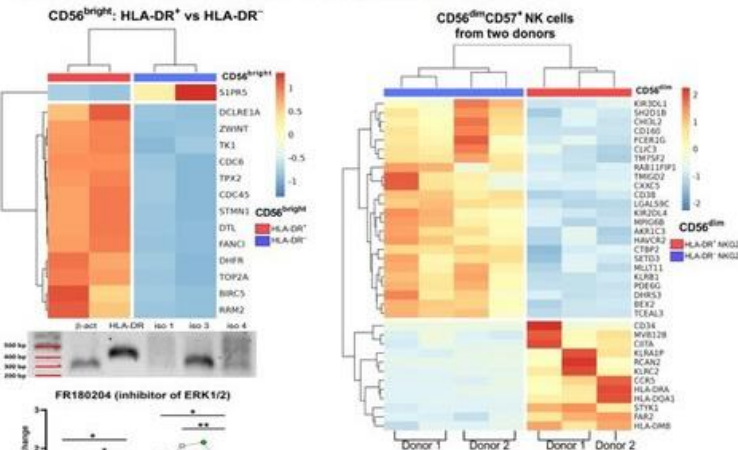 CD56bright: HLA-DR+ vs HLA-DR−
CD56bright
S1PR5
DCLRE1A
ZWINT
TK1
CDC6
TPX2
CDC45
STMN1
DTL
FANCI
DHFR
TOP2A
BIRC5
RRM2
1
0.5
0
-0.5
-1
CD56bright
HLA-DR+
HLA-DR−
β-act HLA-DR iso 1 iso 3 iso 4
500 bp
400 bp
300 bp
200 bp
FR180204 (inhibitor of ERK1/2)
3
2
change
*
**
*
CD56dimCD57+ NK cells
from two donors
CD56dim
KIR3DL1
SH2D1B
CHI3L2
CD160
FCER1G
CLIC3
TM7SF2
RAB11FIP1
TMIGD2
CXXC5
CD38
LGALS9C
KIR2DL4
MPIG6B
AKR1C3
HAVCR2
CTBP2
SETD3
MLLT11
KLRB1
PDE6G
DHRS3
BEX2
TCEAL3
CD34
MVB12B
CIITA
KLRA1P
RCAN2
KLRC2
CCR5
HLA-DRA
HLA-DQA1
STYK1
FAR2
HLA-DMB
2
1
0
-1
-2
CD56dim
HLA-DR+ NKG2
HLA-DR− NKG2
Donor 1 Donor 2 Donor 1 Donor 2